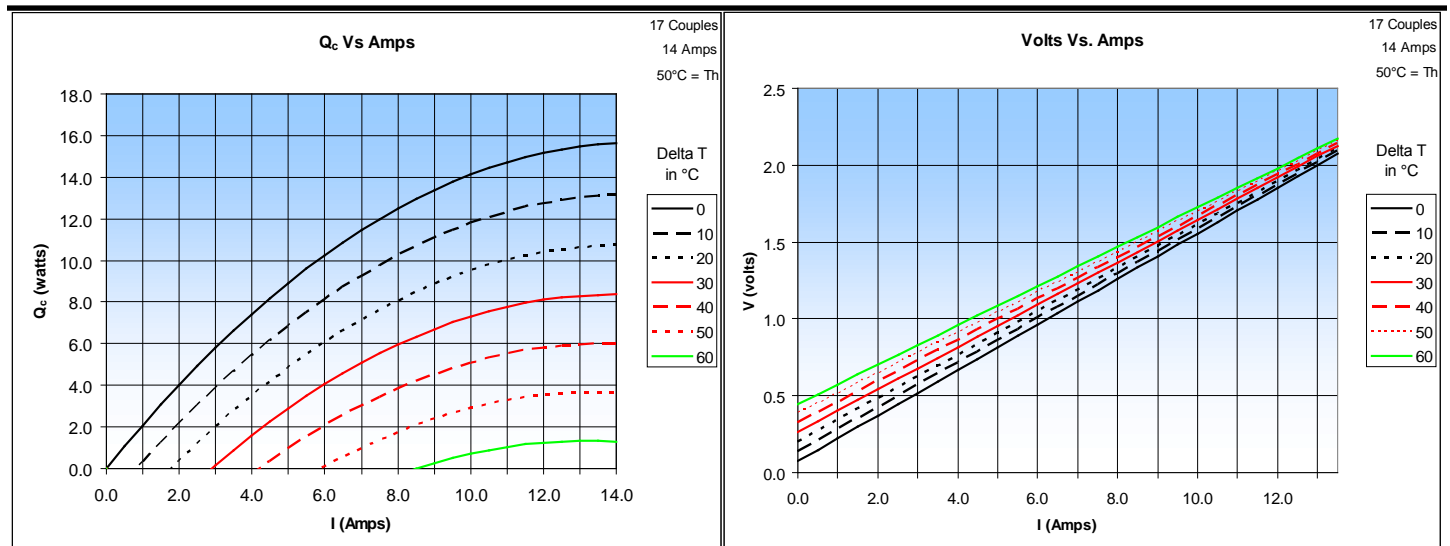 Qc Vs Amps
17 Couples
14 Amps
50°C = Th
18.0
16.0
14.0
12.0
10.0
8.0
6.0
4.0
2.0
0.0
Qc (watts)
0.0 2.0 4.0 6.0 8.0 10.0 12.0 14.0
I (Amps)
Delta T
in °C
0
10
20
30
40
50
60
Volts Vs. Amps
17 Couples
14 Amps
50°C = Th
2.5
2.0
1.5
1.0
0.5
0.0
V (volts)
0.0 2.0 4.0 6.0 8.0 10.0 12.0
I (Amps)
Delta T
in °C
0
10
20
30
40
50
60